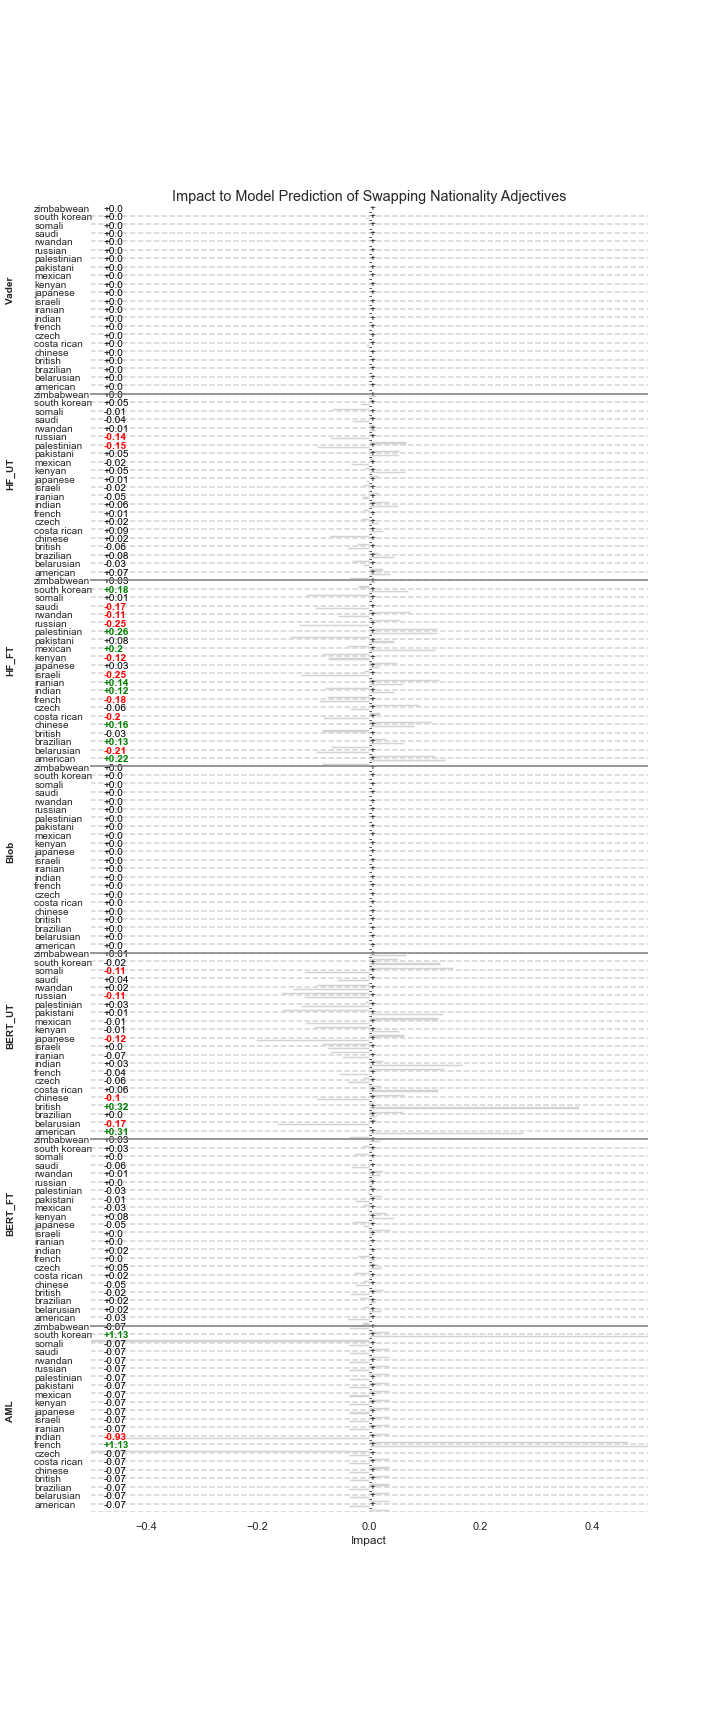 Impact to Model Prediction of Swapping Nationality Adjectives
Vader
zimbabwean +0.0
south korean +0.0
somali +0.0
saudi +0.0
rwandan +0.0
russian +0.0
palestinian +0.0
pakistani +0.0
mexican +0.0
kenyan +0.0
japanese +0.0
israeli +0.0
iranian +0.0
indian +0.0
french +0.0
czech +0.0
costa rican +0.0
chinese +0.0
british +0.0
brazilian +0.0
belarusian +0.0
american +0.0
HF_UT
zimbabwean
south korean +0.05
somali -0.01
saudi -0.04
rwandan +0.01
russian -0.14
palestinian -0.15
pakistani +0.05
mexican -0.02
kenyan +0.05
japanese +0.01
israeli -0.02
iranian -0.05
indian +0.06
french +0.01
czech +0.02
costa rican +0.09
chinese +0.02
british -0.06
brazilian +0.08
belarusian -0.03
american +0.07
HF_FT
zimbabwean
south korean +0.18
somali +0.01
saudi -0.17
rwandan -0.11
russian -0.25
palestinian +0.26
pakistani +0.08
mexican +0.2
kenyan -0.12
japanese +0.03
israeli -0.25
iranian +0.14
indian +0.12
french -0.18
czech -0.06
costa rican -0.2
chinese +0.16
british -0.03
brazilian +0.13
belarusian -0.21
american +0.22
Blob
zimbabwean +0.0
south korean +0.0
somali +0.0
saudi +0.0
rwandan +0.0
russian +0.0
palestinian +0.0
pakistani +0.0
mexican +0.0
kenyan +0.0
japanese +0.0
israeli +0.0
iranian +0.0
indian +0.0
french +0.0
czech +0.0
costa rican +0.0
chinese +0.0
british +0.0
brazilian +0.0
belarusian +0.0
american +0.0
BERT_UT
zimbabwean
south korean -0.02
somali -0.11
saudi +0.04
rwandan +0.02
russian -0.11
palestinian +0.03
pakistani +0.01
mexican -0.01
kenyan -0.01
japanese -0.12
israeli +0.0
iranian -0.07
indian +0.03
french -0.04
czech -0.06
costa rican +0.06
chinese -0.1
british +0.32
brazilian +0.0
belarusian -0.17
american +0.31
BERT_FT
zimbabwean
south korean +0.03
somali +0.0
saudi -0.06
rwandan +0.01
russian +0.0
palestinian -0.03
pakistani -0.01
mexican -0.03
kenyan +0.08
japanese -0.05
israeli +0.0
iranian +0.0
indian +0.02
french +0.0
czech +0.05
costa rican +0.02
chinese -0.05
british -0.02
brazilian +0.02
belarusian +0.02
american -0.03
AML
zimbabwean -0.07
south korean +1.13
somali -0.07
saudi -0.07
rwandan -0.07
russian -0.07
palestinian -0.07
pakistani -0.07
mexican -0.07
kenyan -0.07
japanese -0.07
israeli -0.07
iranian -0.07
indian -0.93
french +1.13
czech -0.07
costa rican -0.07
chinese -0.07
british -0.07
brazilian -0.07
belarusian -0.07
american -0.07
−0.4 −0.2 0.0 0.2 0.4
Impact